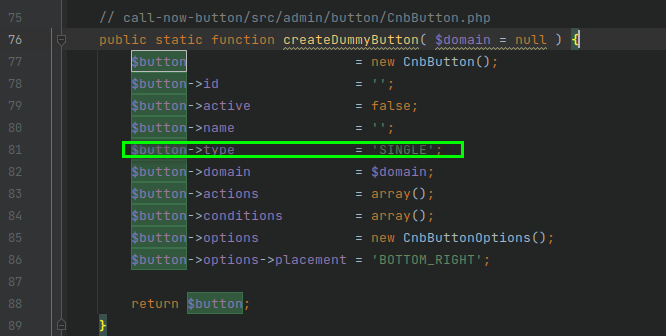 75 // call-now-button/src/admin/button/CnbButton.php
76 public static function createDummyButton( $domain = null ) {
77 $button = new CnbButton();
78 $button->id = '';
79 $button->active = false;
80 $button->name = '';
81 $button->type = 'SINGLE';
82 $button->domain = $domain;
83 $button->actions = array();
84 $button->conditions = array();
85 $button->options = new CnbButtonOptions();
86 $button->options->placement = 'BOTTOM_RIGHT';
87
88 return $button;
89 }